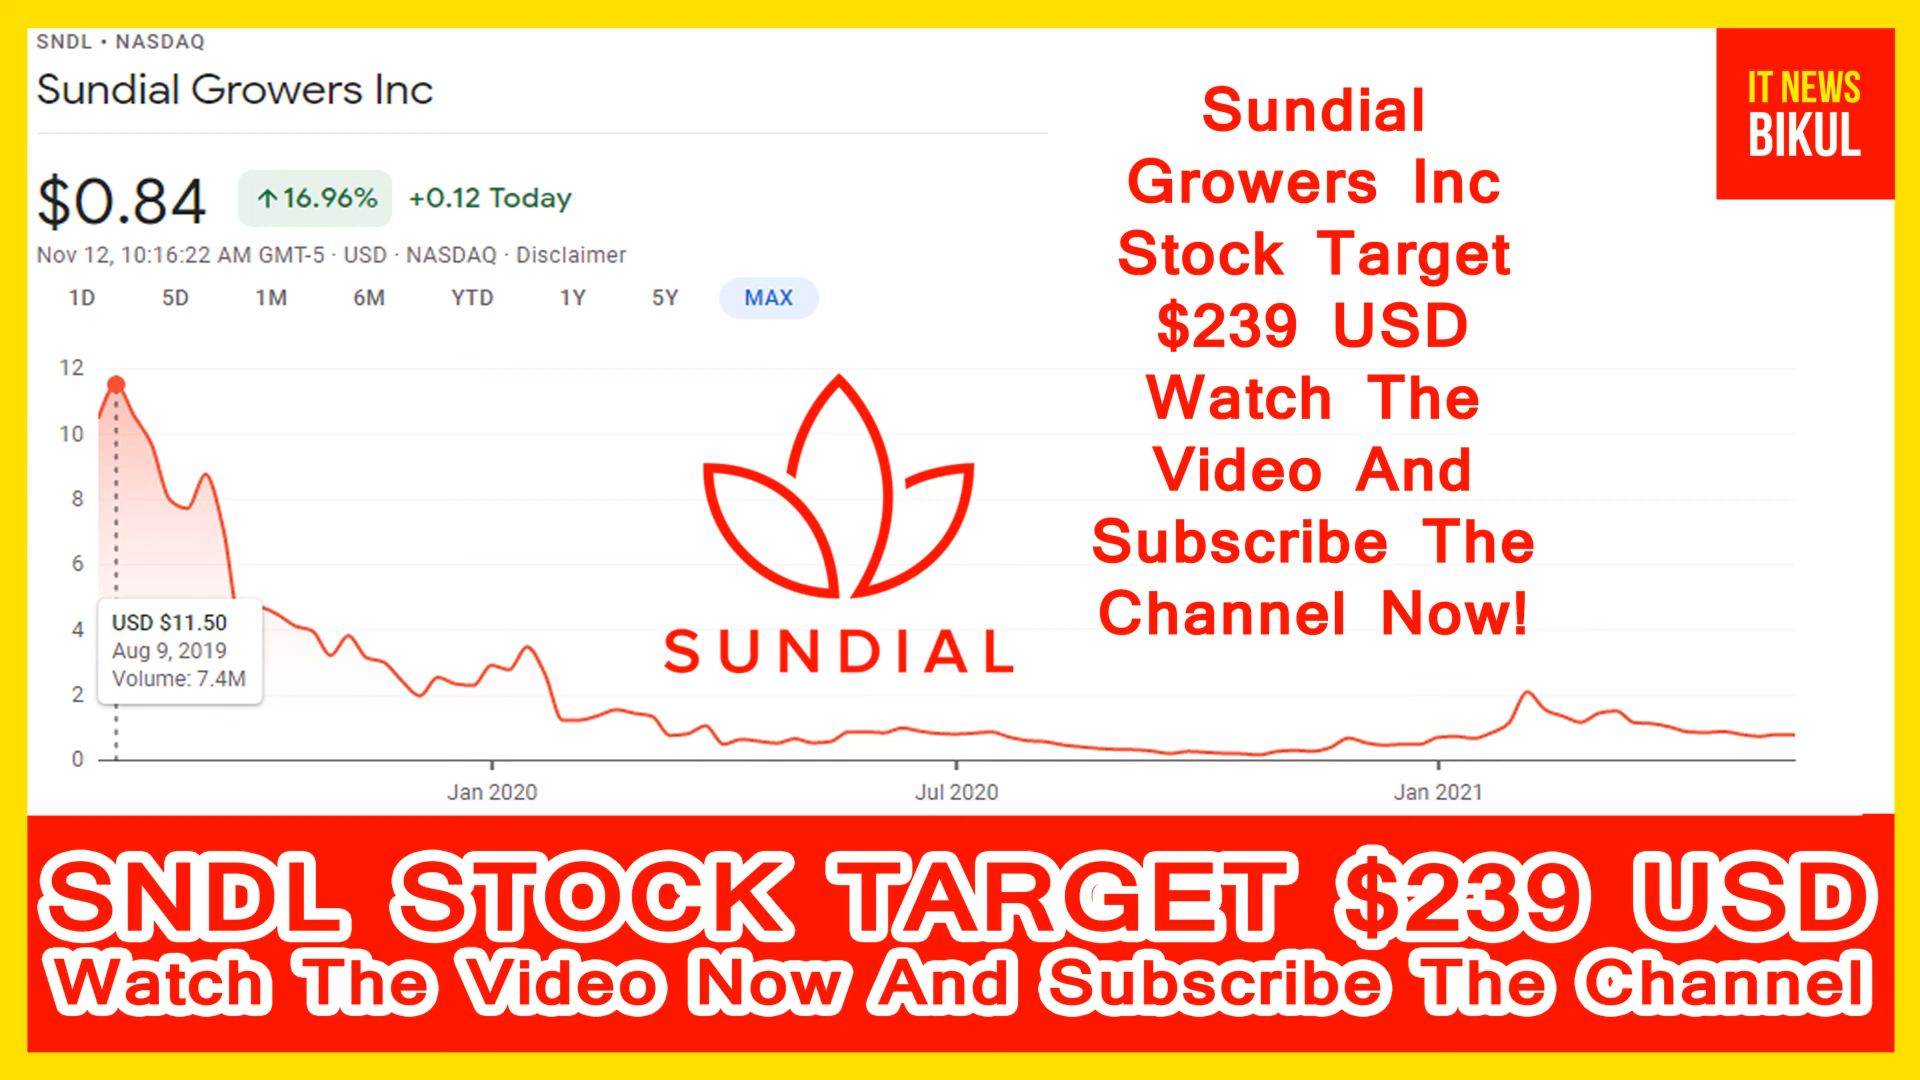 SNDL • NASDAQ
Sundial Growers Inc
$0.84 ↑16.96% +0.12 Today
Nov 12, 10:16:22 AM GMT-5 · USD · NASDAQ · Disclaimer
1D 5D 1M 6M YTD 1Y 5Y MAX
12
10
8
6
4
2
0
USD $11.50
Aug 9, 2019
Volume: 7.4M
Jan 2020 Jul 2020 Jan 2021
SUNDIAL
Sundial
Growers Inc
Stock Target
$239 USD
Watch The
Video And
Subscribe The
Channel Now!
IT NEWS
BIKUL
SNDL STOCK TARGET $239 USD
Watch The Video Now And Subscribe The Channel